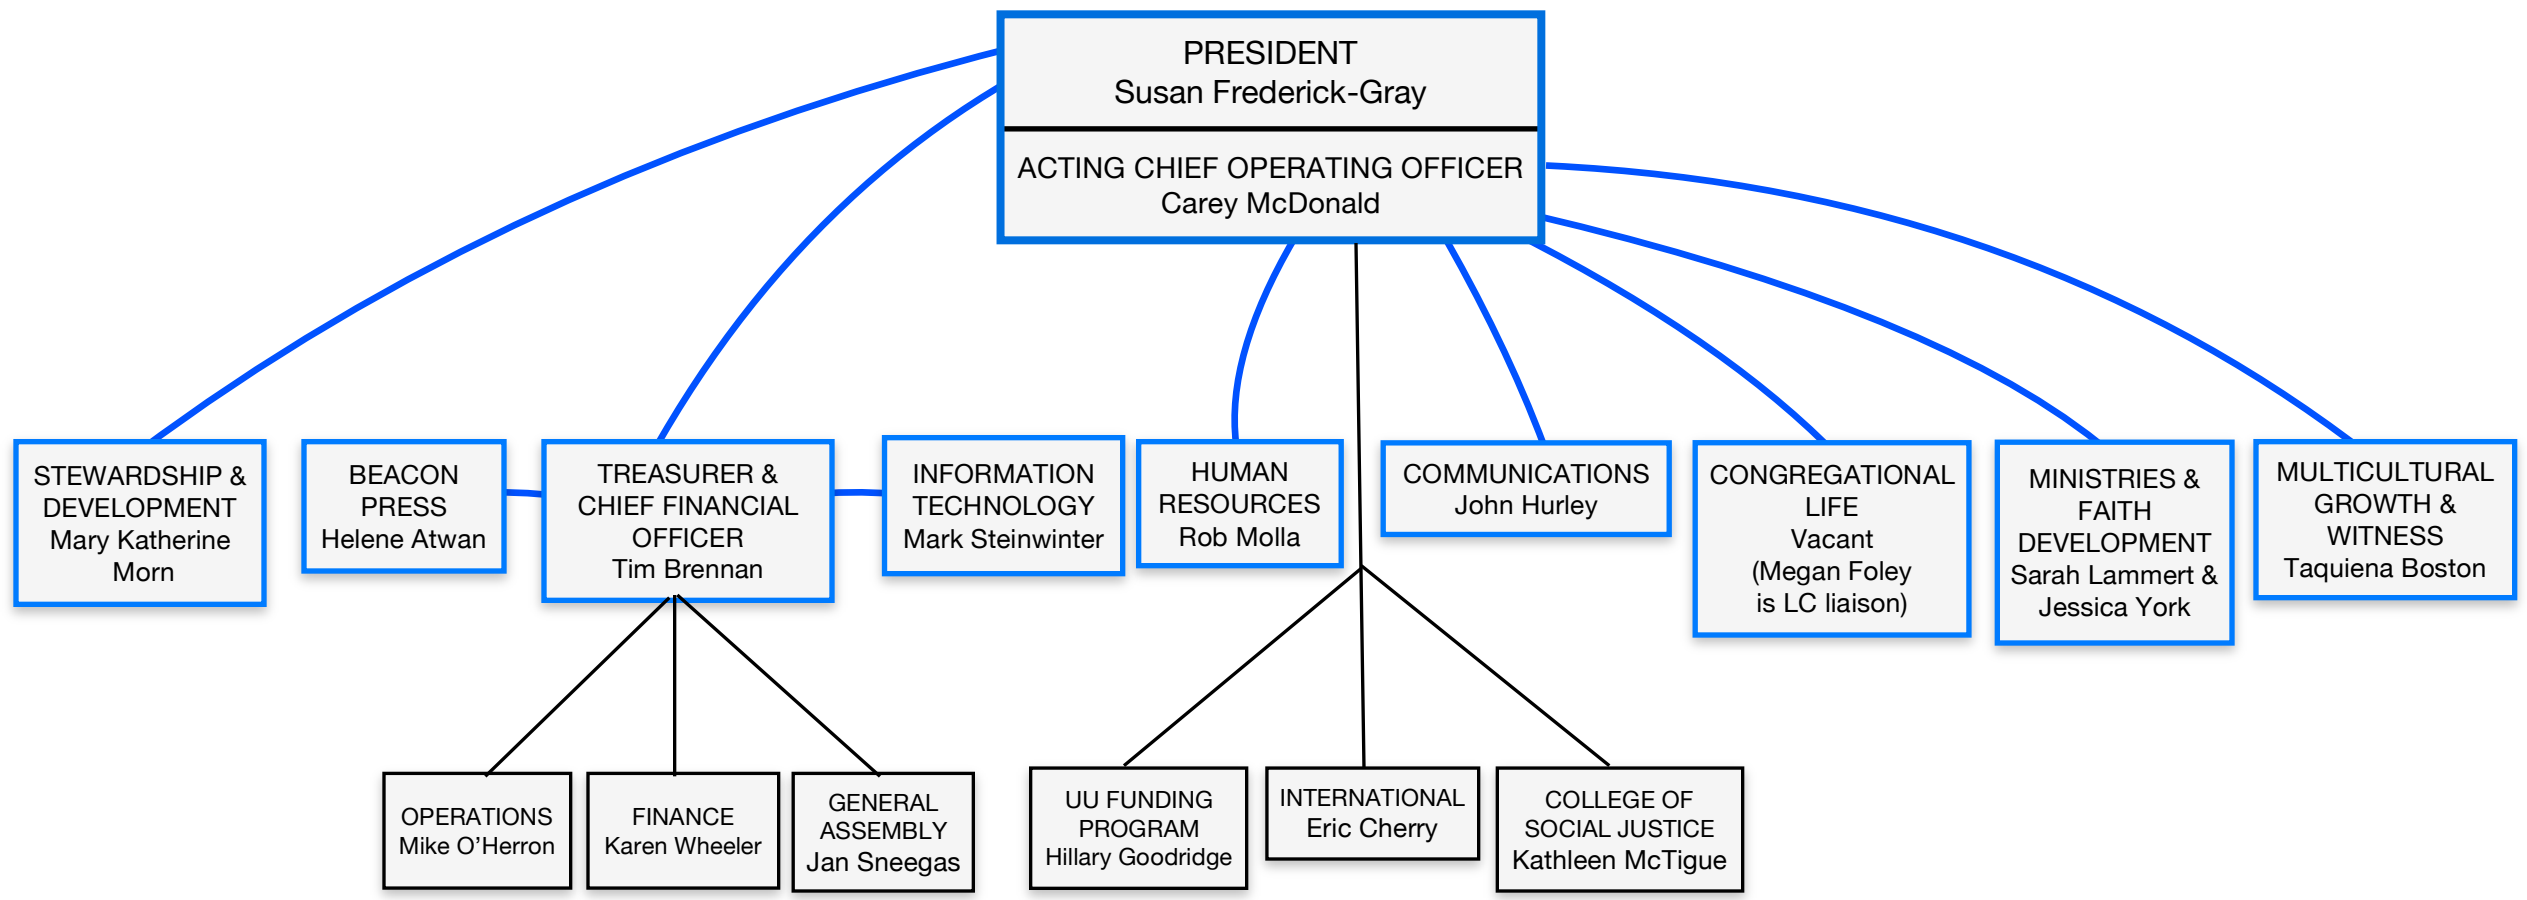 PRESIDENT
Susan Frederick-Gray
ACTING CHIEF OPERATING OFFICER
Carey McDonald
STEWARDSHIP &
DEVELOPMENT
Mary Katherine
Morn
BEACON
PRESS
Helene Atwan
TREASURER &
CHIEF FINANCIAL
OFFICER
Tim Brennan
INFORMATION
TECHNOLOGY
Mark Steinwinter
HUMAN
RESOURCES
Rob Molla
COMMUNICATIONS
John Hurley
CONGREGATIONAL
LIFE
Vacant
(Megan Foley
is LC liaison)
MINISTRIES &
FAITH
DEVELOPMENT
Sarah Lammert &
Jessica York
MULTICULTURAL
GROWTH &
WITNESS
Taquiena Boston
OPERATIONS
Mike O’Herron
FINANCE
Karen Wheeler
GENERAL
ASSEMBLY
Jan Sneegas
UU FUNDING
PROGRAM
Hillary Goodridge
INTERNATIONAL
Eric Cherry
COLLEGE OF
SOCIAL JUSTICE
Kathleen McTigue